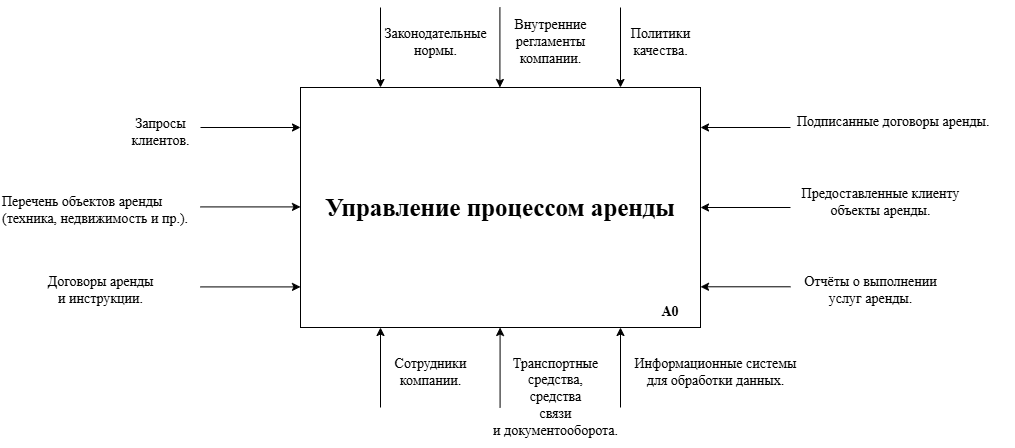 Законодательные
нормы.
Внутренние
регламенты
компании.
Политики
качества.
Запросы
клиентов.
Подписанные договоры аренды.
Перечень объектов аренды
(техника, недвижимость и пр.).
Управление процессом аренды
Предоставленные клиенту
объекты аренды.
Договоры аренды
и инструкции.
Отчёты о выполнении
услуг аренды.
A0
Сотрудники
компании.
Транспортные
средства,
средства
связи
и документооборота.
Информационные системы
для обработки данных.